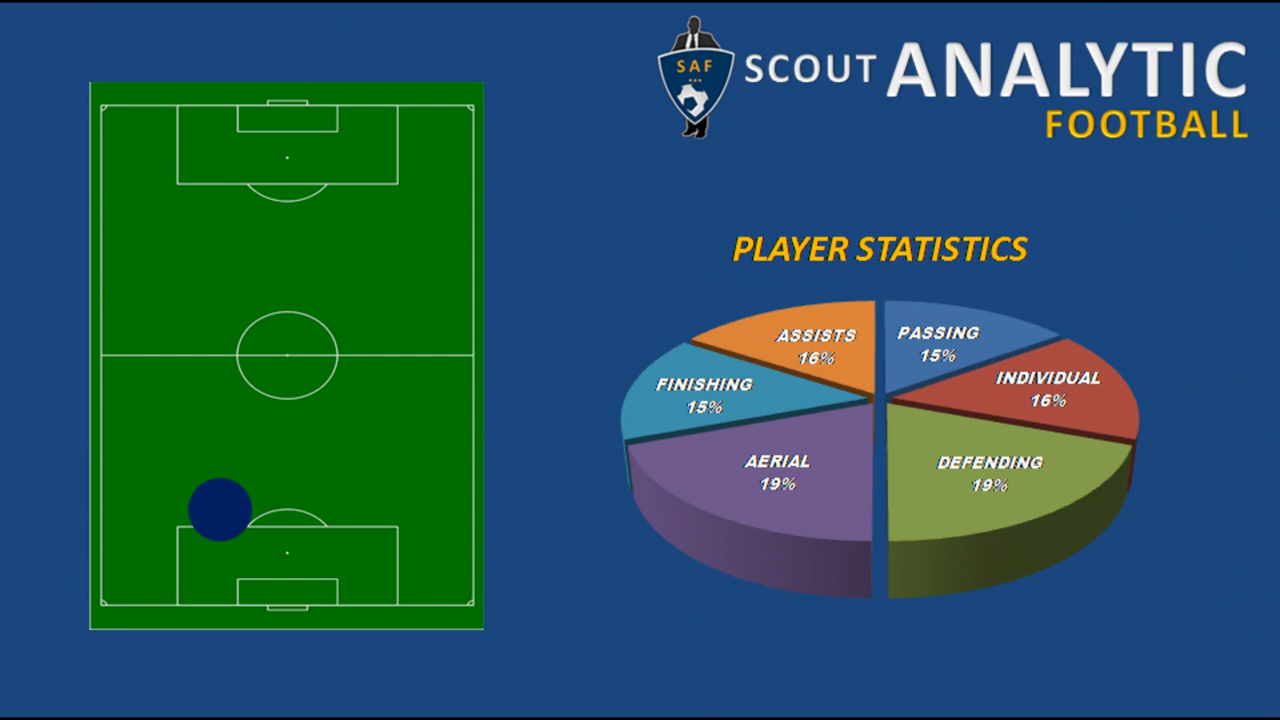 SAF
SCOUT ANALYTIC
FOOTBALL
PLAYER STATISTICS
ASSISTS
16%
PASSING
15%
FINISHING
15%
INDIVIDUAL
16%
AERIAL
19%
DEFENDING
19%